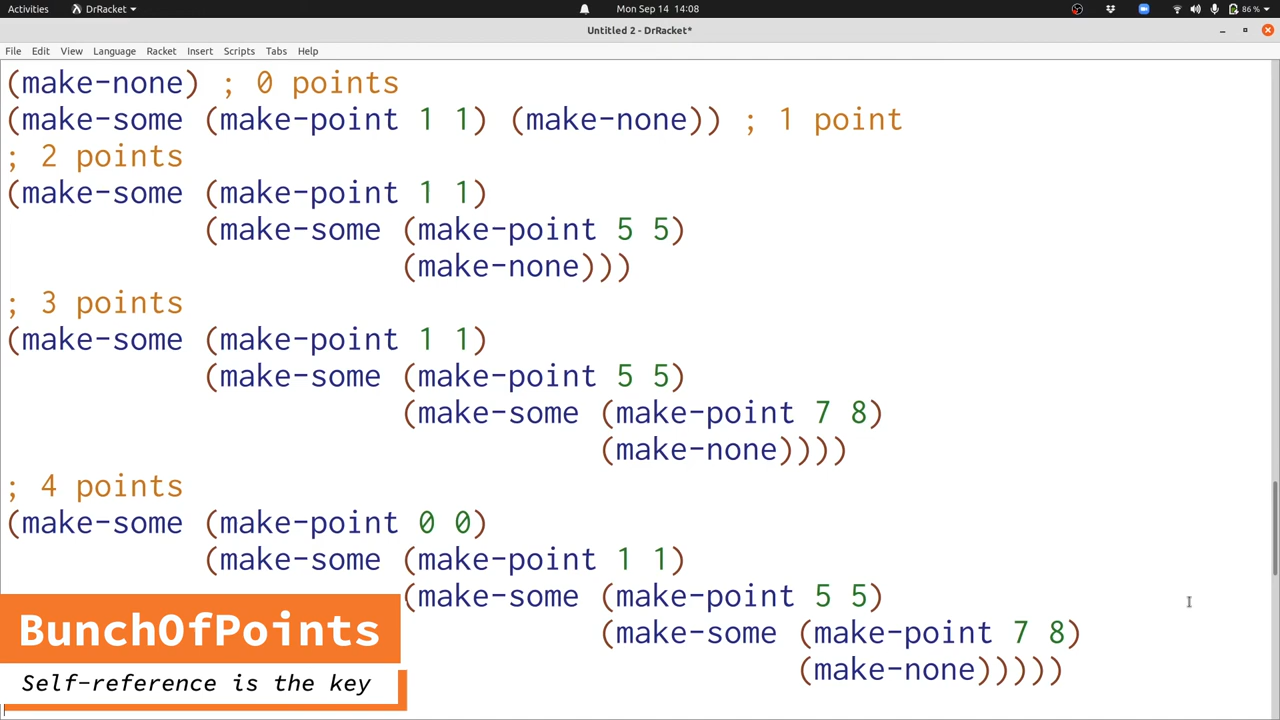 Activities DrRacket Mon Sep 14 14:08 86 %
Untitled 2 - DrRacket*
File Edit View Language Racket Insert Scripts Tabs Help
(make-none) ; 0 points
(make-some (make-point 1 1) (make-none)) ; 1 point
; 2 points
(make-some (make-point 1 1)
(make-some (make-point 5 5)
(make-none)))
; 3 points
(make-some (make-point 1 1)
(make-some (make-point 5 5)
(make-some (make-point 7 8)
(make-none))))
; 4 points
(make-some (make-point 0 0)
(make-some (make-point 1 1)
(make-some (make-point 5 5)
(make-some (make-point 7 8)
(make-none)))))
BunchOfPoints
Self-reference is the key